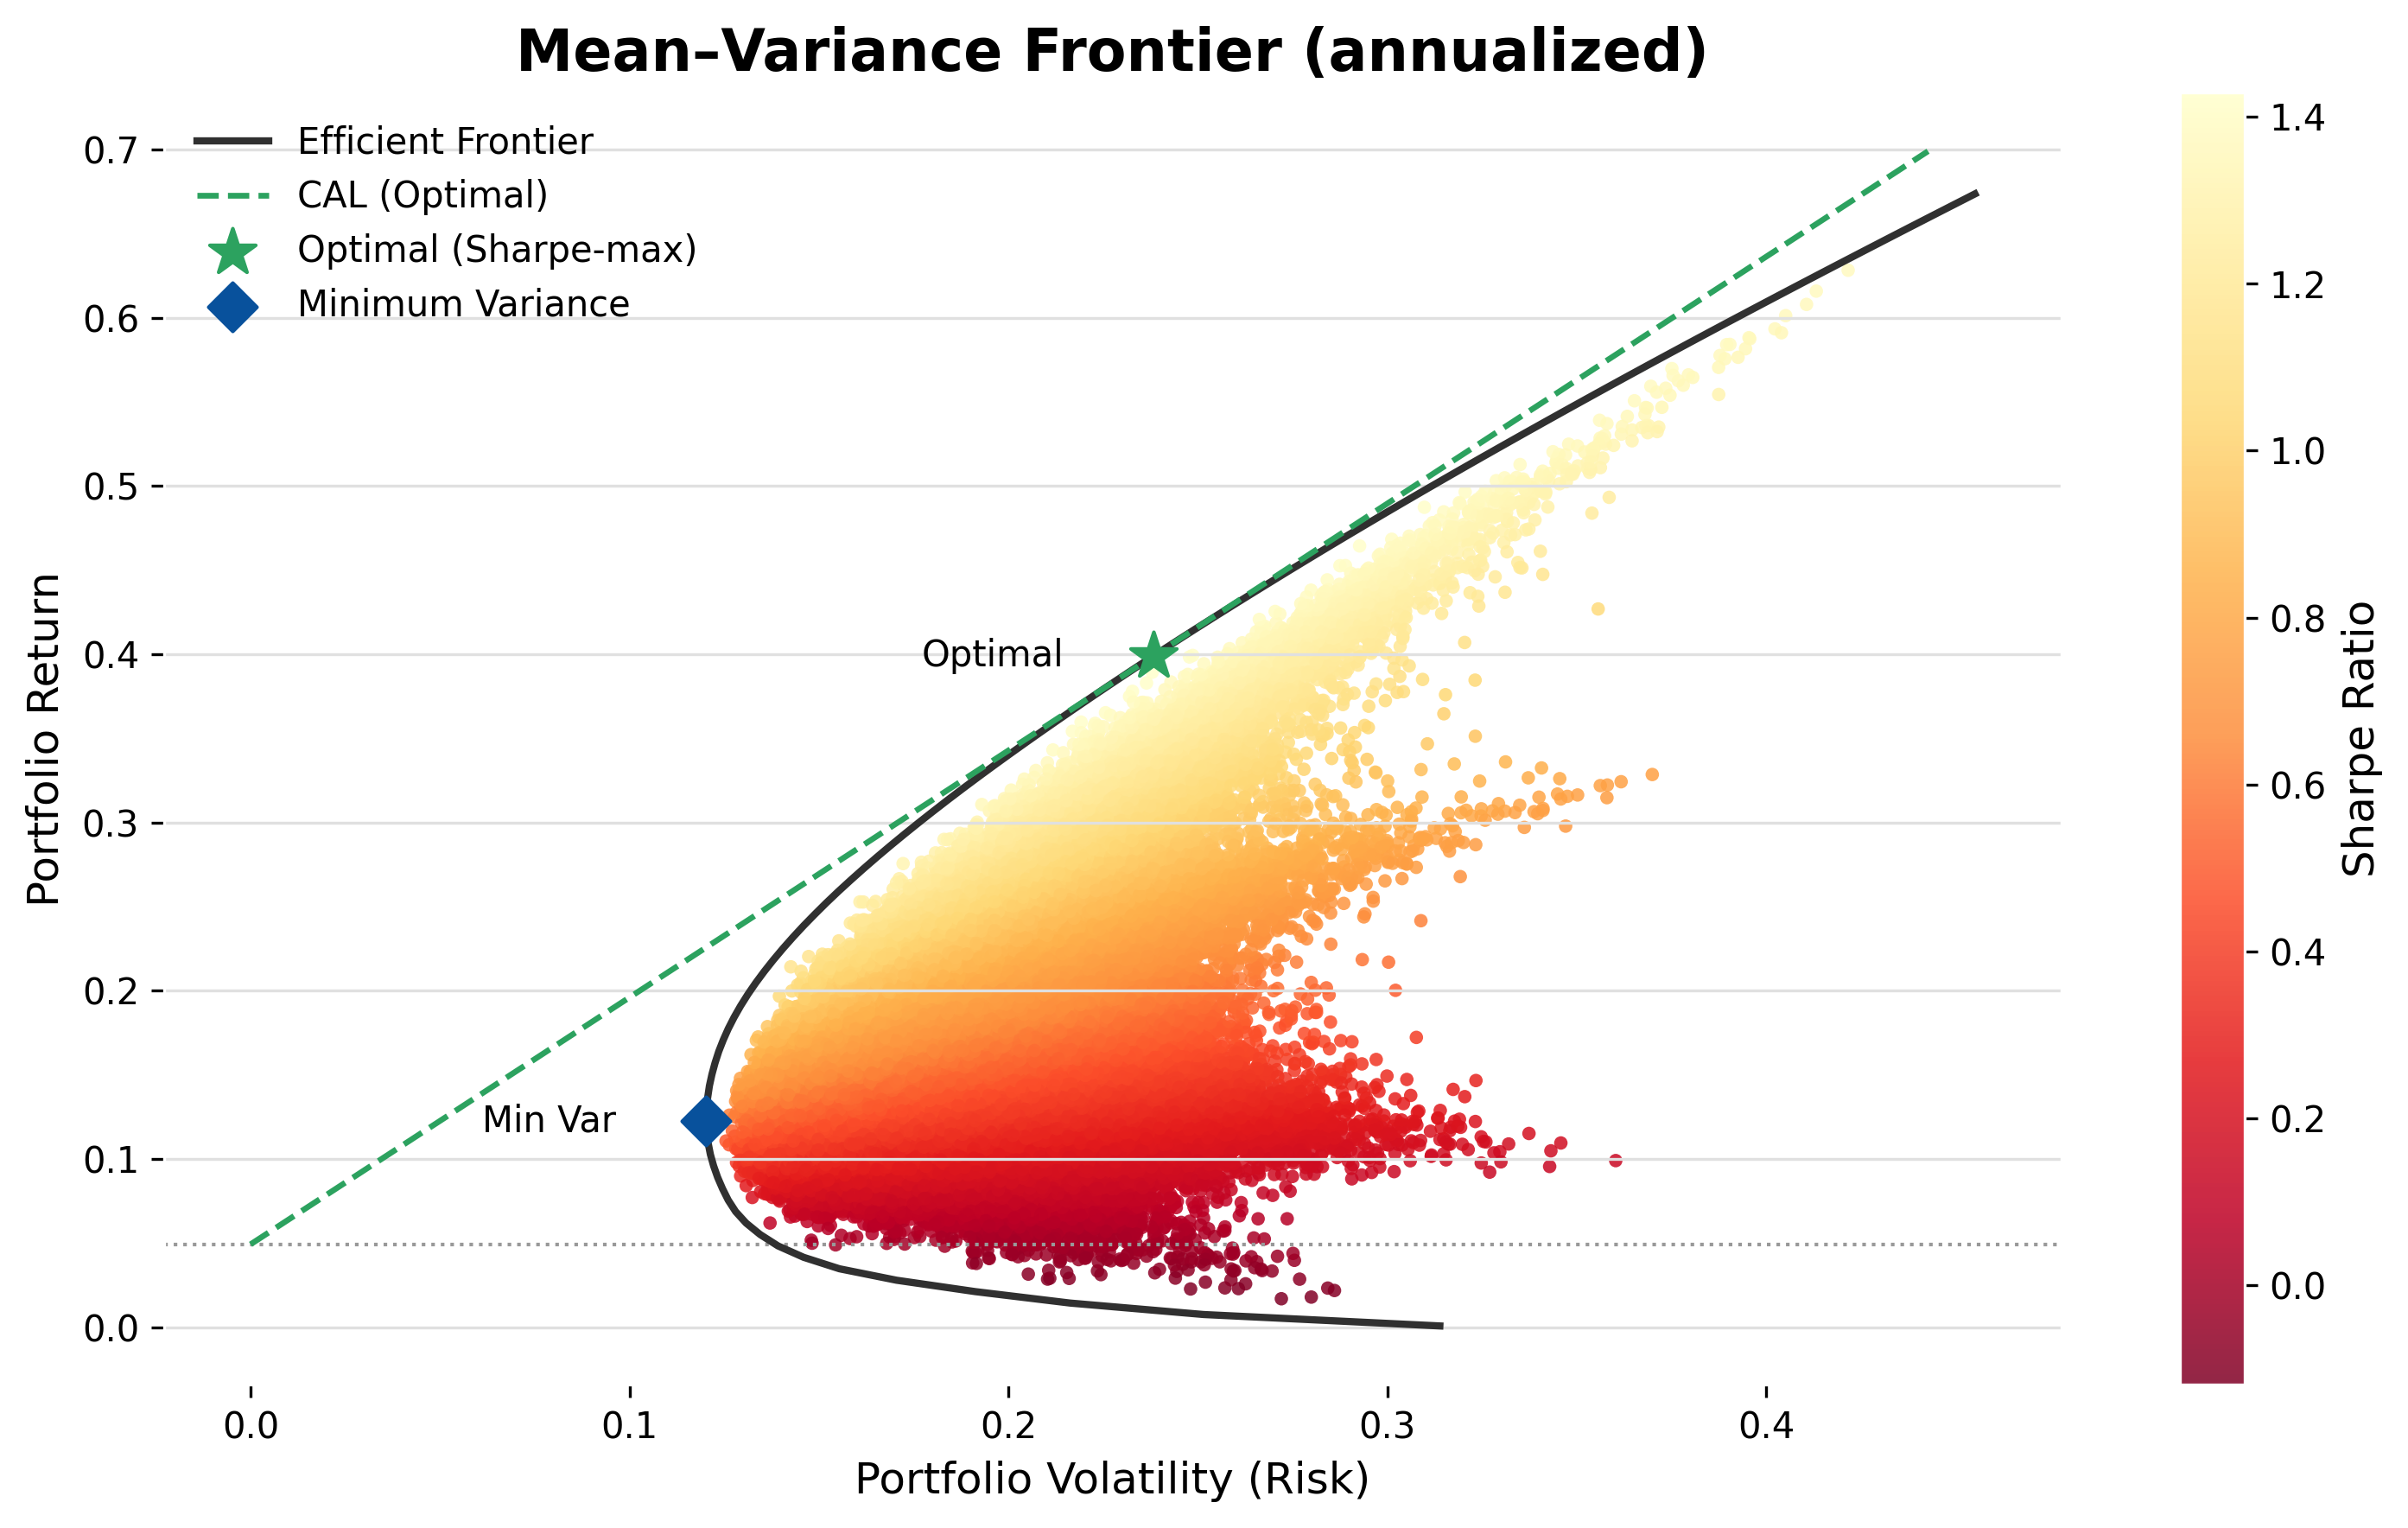 Mean–Variance Frontier (annualized)
Efficient Frontier
CAL (Optimal)
Optimal (Sharpe-max)
Minimum Variance
0.7
0.6
0.5
0.4
0.3
0.2
0.1
0.0
Portfolio Return
Optimal
Min Var
0.0
0.1
0.2
0.3
0.4
Portfolio Volatility (Risk)
1.4
1.2
1.0
0.8
0.6
0.4
0.2
0.0
Sharpe Ratio